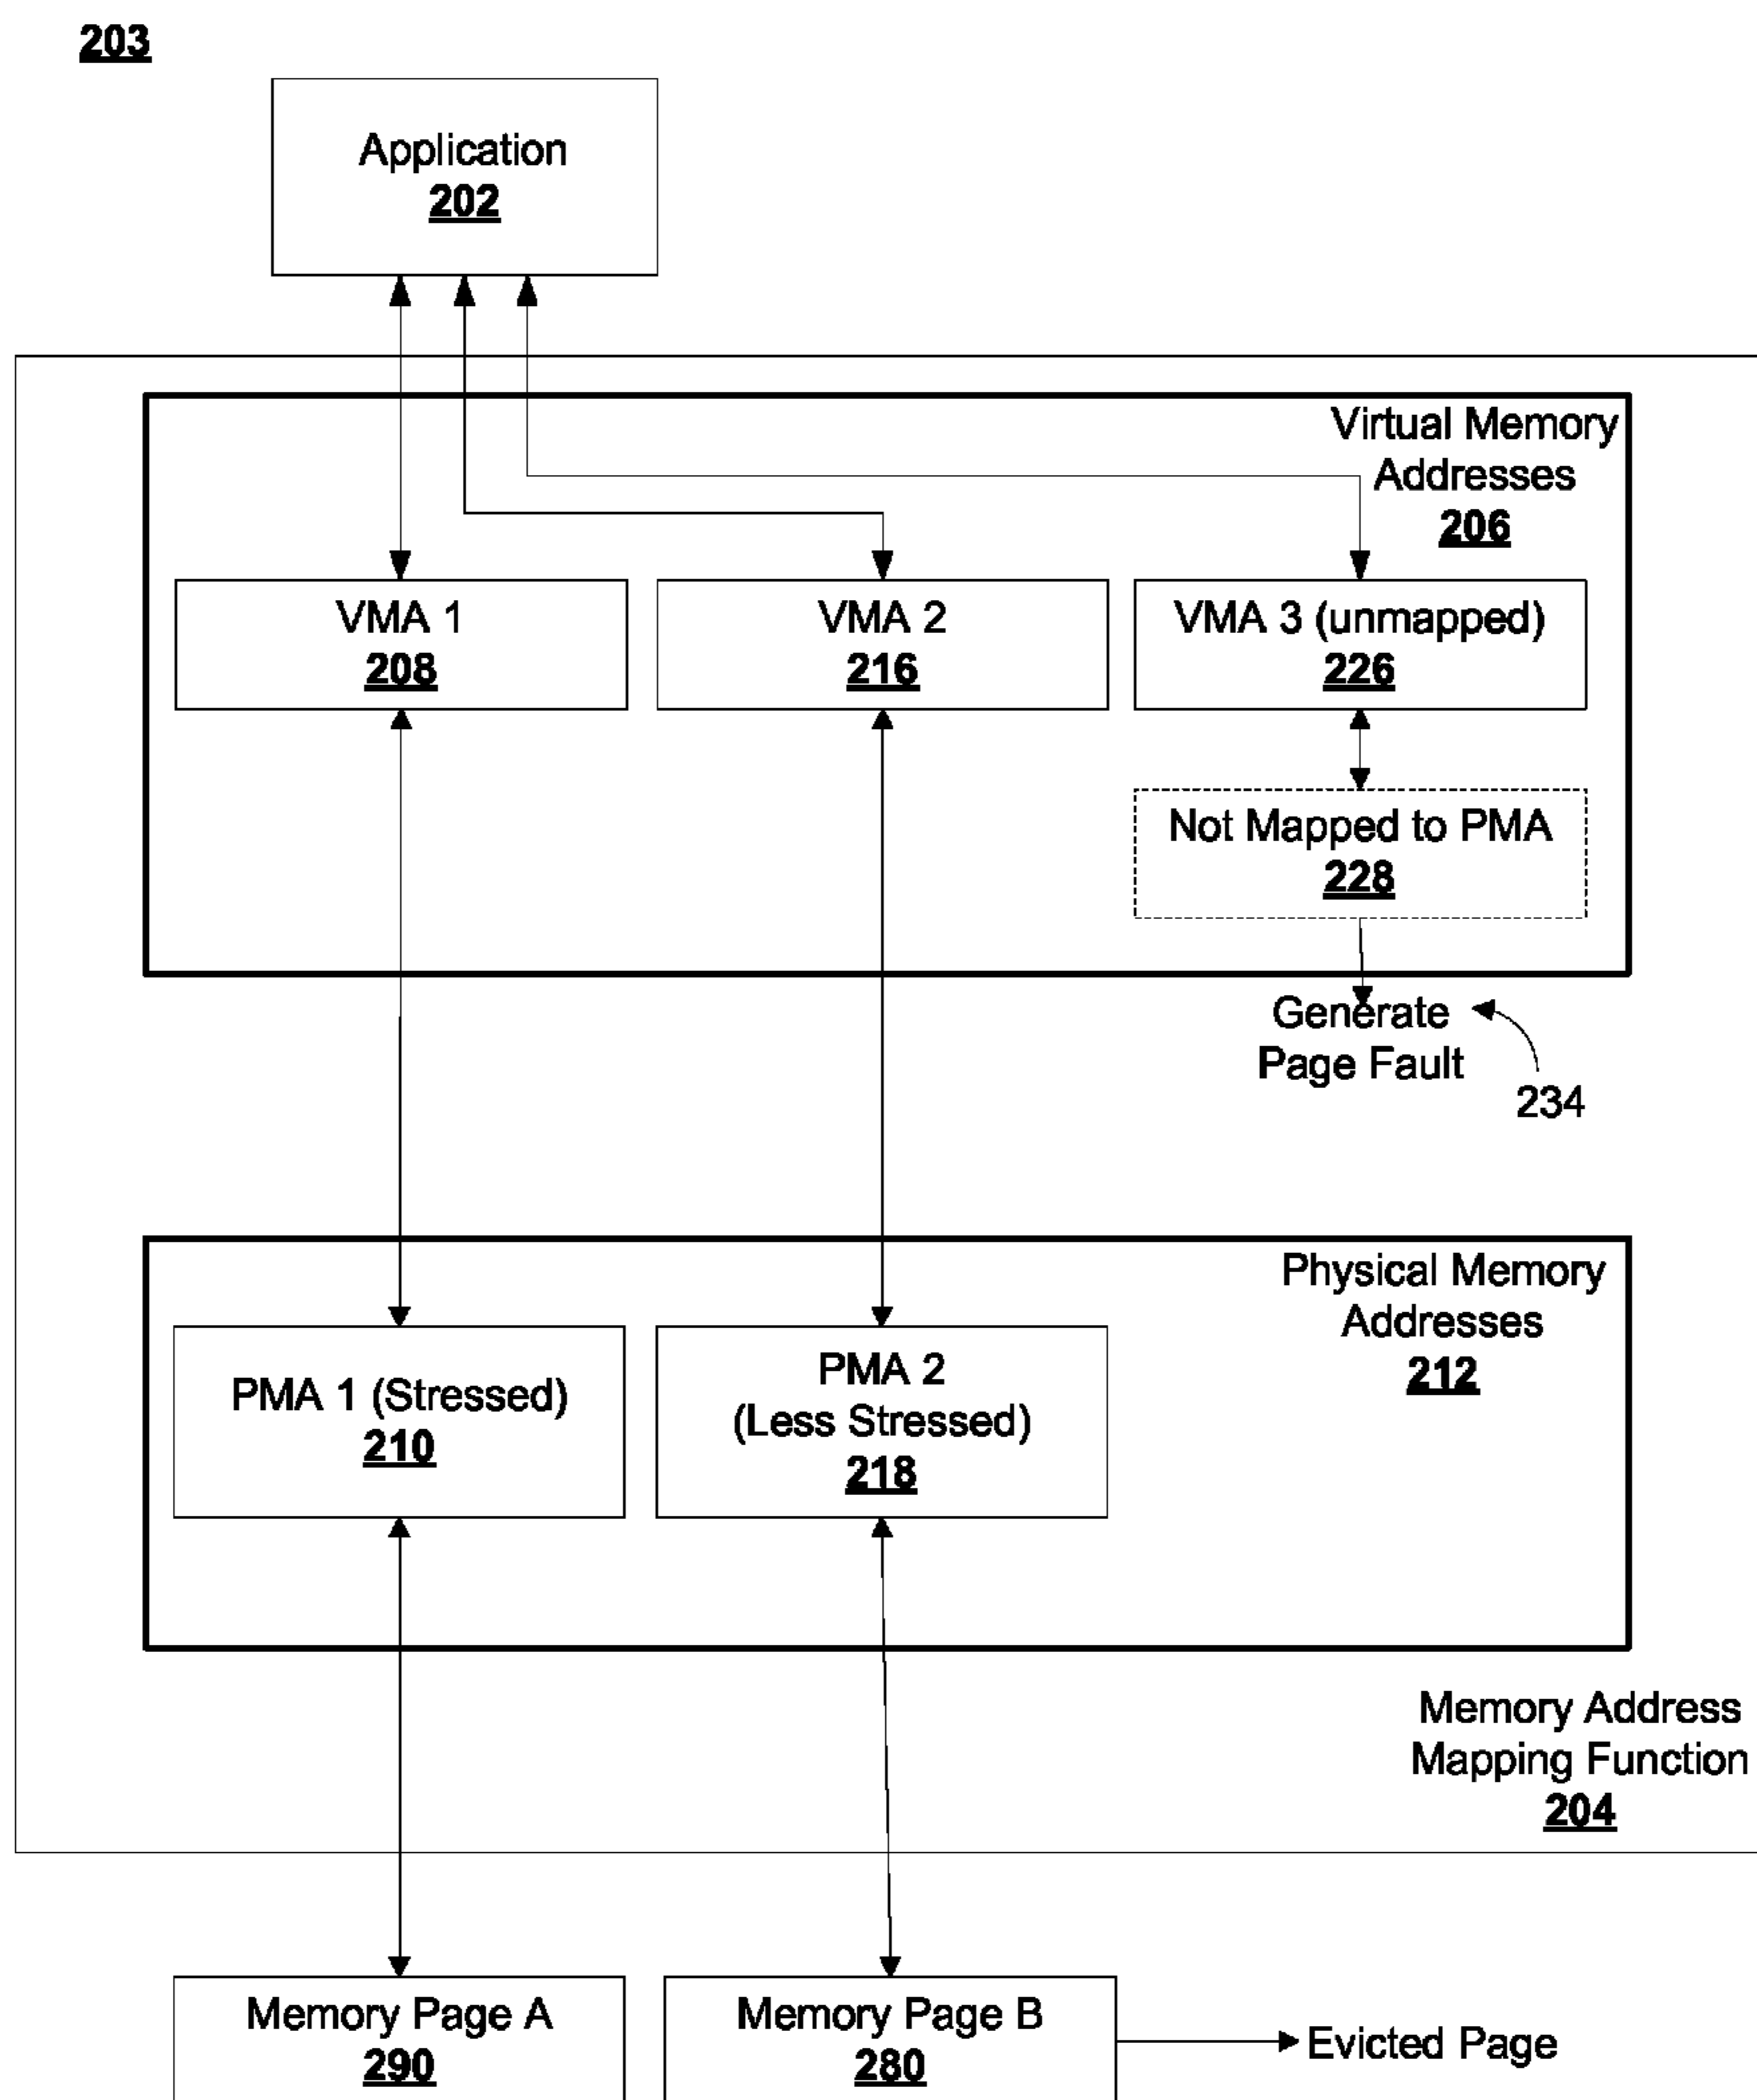 203
Application
202
Virtual Memory
Addresses
206
VMA 1
208
VMA 2
216
VMA 3 (unmapped)
226
Not Mapped to PMA
228
Generate
Page Fault
234
Physical Memory
Addresses
212
PMA 1 (Stressed)
210
PMA 2
(Less Stressed)
218
Memory Address
Mapping Function
204
Memory Page A
290
Memory Page B
280
Evicted Page